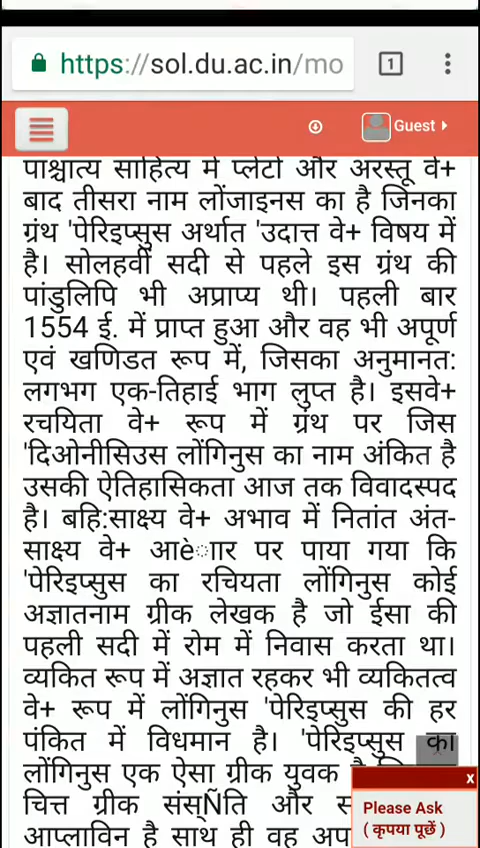 https://sol.du.ac.in/mo
1
Guest
पाश्चात्य साहित्य में प्लेटो और अरस्तू वे+
बाद तीसरा नाम लोंजाइनस का है जिनका
ग्रंथ 'पेरिइप्सुस अर्थात 'उदात्त वे+ विषय में
है। सोलहवीं सदी से पहले इस ग्रंथ की
पांडुलिपि भी अप्राप्य थी। पहली बार
1554 ई. में प्राप्त हुआ और वह भी अपूर्ण
एवं खणिडत रूप में, जिसका अनुमानत:
लगभग एक-तिहाई भाग लुप्त है। इसवे+
रचयिता वे+ रूप में ग्रंथ पर जिस
'दिओनीसिउस लोंगिनुस का नाम अंकित है
उसकी ऐतिहासिकता आज तक विवादस्पद
है। बहि:साक्ष्य वे+ अभाव में नितांत अंत-
साक्ष्य वे+ आèाार पर पाया गया कि
'पेरिइप्सुस का रचियता लोंगिनुस कोई
अज्ञातनाम ग्रीक लेखक है जो ईसा की
पहली सदी में रोम में निवास करता था।
व्यकित रूप में अज्ञात रहकर भी व्यकितत्व
वे+ रूप में लोंगिनुस 'पेरिइप्सुस की हर
पंकित में विधमान है। 'पेरिइप्सुस का
लोंगिनुस एक ऐसा ग्रीक युवक है
चित्त ग्रीक संस्Ñति और
आप्लाविन है साथ ही वह
x
Please Ask
( कृपया पूछें )